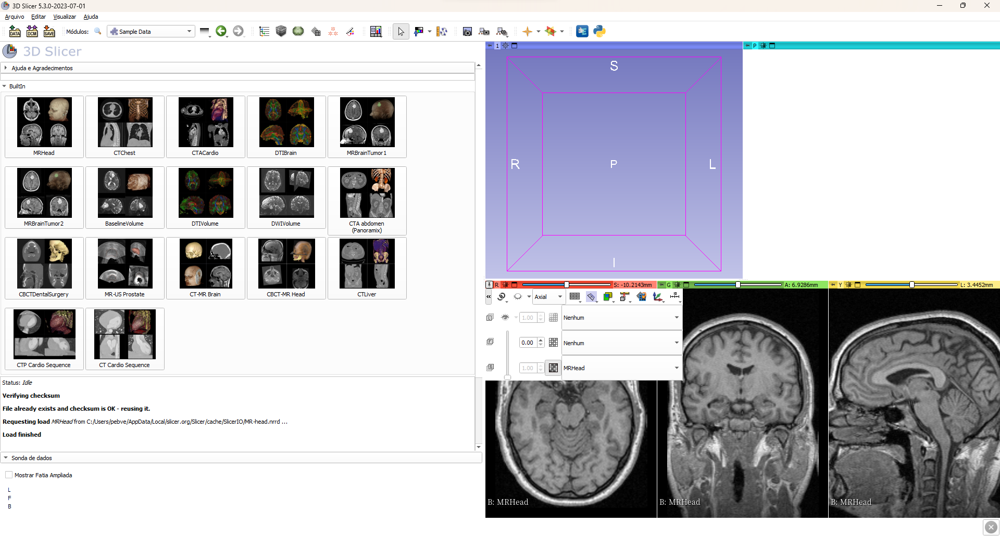 3D Slicer 5.3.0-2023-07-01
Arquivo Editar Visualizar Ajuda
DATA DCM SAVE Módulos: Sample Data
3D Slicer
Ajuda e Agradecimentos
BuiltIn
MRHead CTChest CTACardio DTIBrain MRBrainTumor1
MRBrainTumor2 BaselineVolume DTIVolume DWIVolume CTA abdomen
(Panoramix)
CBCTDentalSurgery MR-US Prostate CT-MR Brain CBCT-MR Head CTLiver
CTP Cardio Sequence CT Cardio Sequence
Status: Idle
Verifying checksum
File already exists and checksum is OK - reusing it.
Requesting load MRHead from C:/Users/pebve/AppData/Local/slicer.org/Slicer/cache/SlicerIO/MR-head.nrrd ...
Load finished
Sonda de dados
Mostrar Fatia Ampliada
L
F
B
1
S
R P L
I
P
R S: -10.2143mm
G A: 6.9286mm
Y L: 3.4452mm
Axial
L 1.00 Nenhum
F 0.00 Nenhum
B 1.00 MRHead
B: MRHead
B: MRHead
B: MRHead